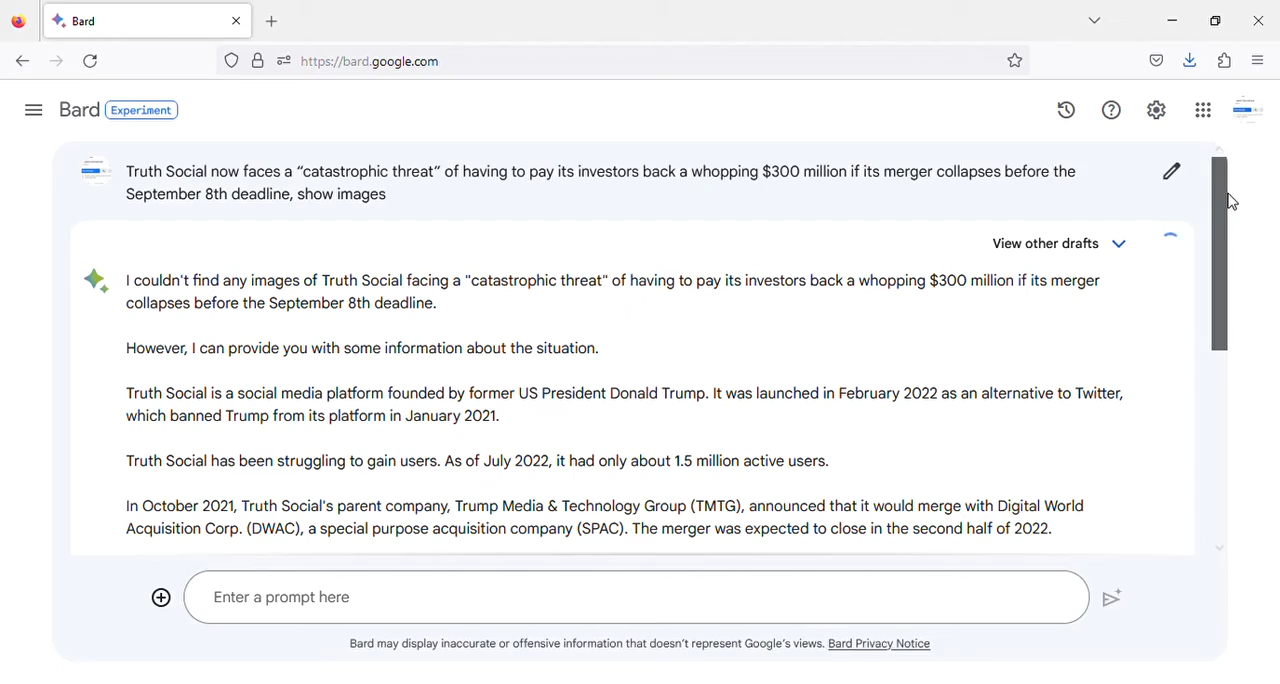 Bard
https://bard.google.com
Bard Experiment
Truth Social now faces a “catastrophic threat” of having to pay its investors back a whopping $300 million if its merger collapses before the
September 8th deadline, show images
View other drafts
I couldn't find any images of Truth Social facing a "catastrophic threat" of having to pay its investors back a whopping $300 million if its merger
collapses before the September 8th deadline.
However, I can provide you with some information about the situation.
Truth Social is a social media platform founded by former US President Donald Trump. It was launched in February 2022 as an alternative to Twitter,
which banned Trump from its platform in January 2021.
Truth Social has been struggling to gain users. As of July 2022, it had only about 1.5 million active users.
In October 2021, Truth Social's parent company, Trump Media & Technology Group (TMTG), announced that it would merge with Digital World
Acquisition Corp. (DWAC), a special purpose acquisition company (SPAC). The merger was expected to close in the second half of 2022.
Enter a prompt here
Bard may display inaccurate or offensive information that doesn’t represent Google’s views. Bard Privacy Notice